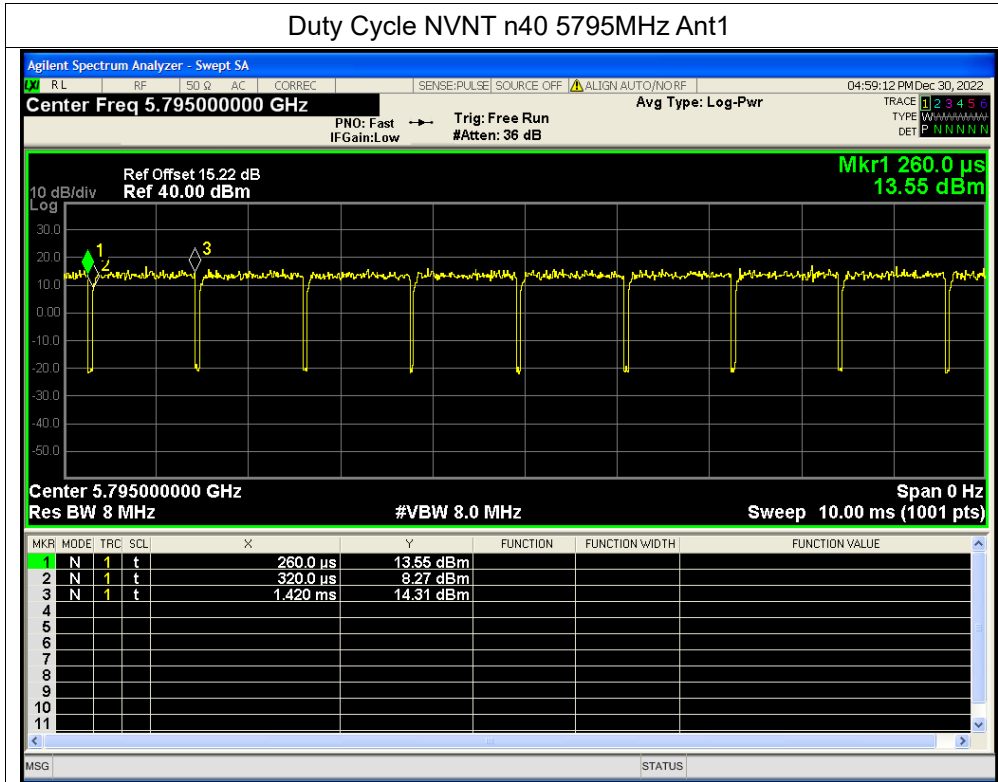 Duty Cycle NVNT n40 5795MHz Ant1
Agilent Spectrum Analyzer - Swept SA
LXI RL RF 50 Ω AC CORREC SENSE:PULSE SOURCE OFF ALIGN AUTO/NO RF 04:59:12 PM Dec 30, 2022
Center Freq 5.795000000 GHz Avg Type: Log-Pwr TRACE 1 2 3 4 5 6
PNO: Fast Trig: Free Run TYPE WWWWWW
IFGain:Low #Atten: 36 dB DET P N N N N N
Mkr1 260.0 µs
Ref Offset 15.22 dB
10 dB/div Ref 40.00 dBm 13.55 dBm
Log
30.0
20.0
10.0
0.00
-10.0
-20.0
-30.0
-40.0
-50.0
1
2
3
Center 5.795000000 GHz Span 0 Hz
Res BW 8 MHz #VBW 8.0 MHz Sweep 10.00 ms (1001 pts)
MKR MODE TRC SCL X Y FUNCTION FUNCTION WIDTH FUNCTION VALUE
1 N 1 t 260.0 µs 13.55 dBm
2 N 1 t 320.0 µs 8.27 dBm
3 N 1 t 1.420 ms 14.31 dBm
4
5
6
7
8
9
10
11
MSG STATUS